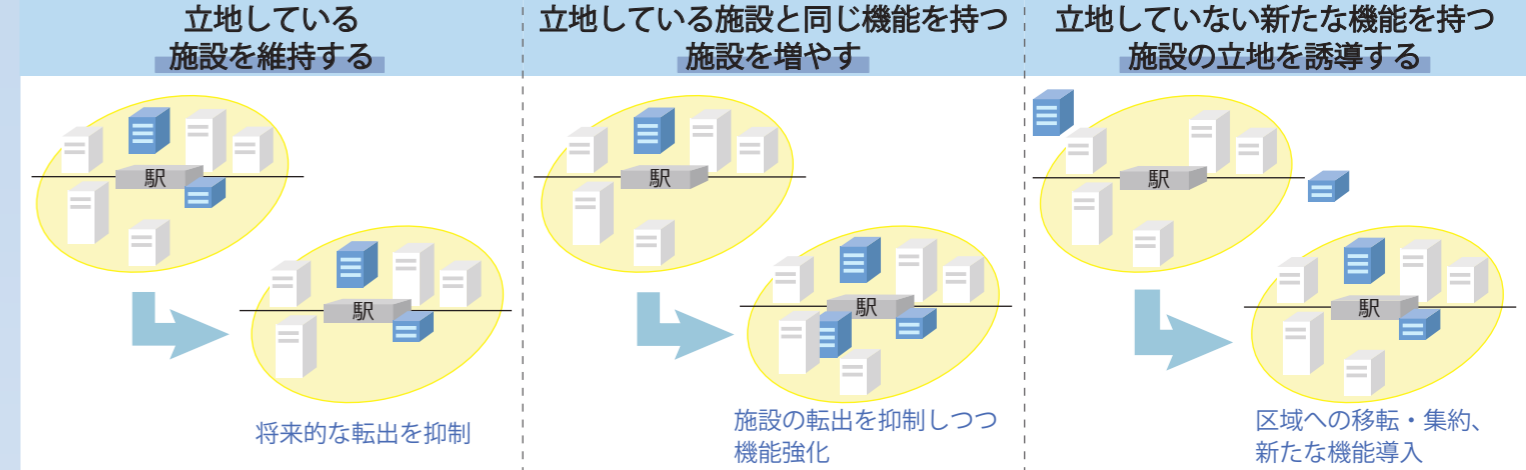 立地している
施設を維持する
駅
駅
将来的な転出を抑制
立地している施設と同じ機能を持つ
施設を増やす
駅
駅
施設の転出を抑制しつつ
機能強化
立地していない新たな機能を持つ
施設の立地を誘導する
駅
駅
区域への移転・集約、
新たな機能導入